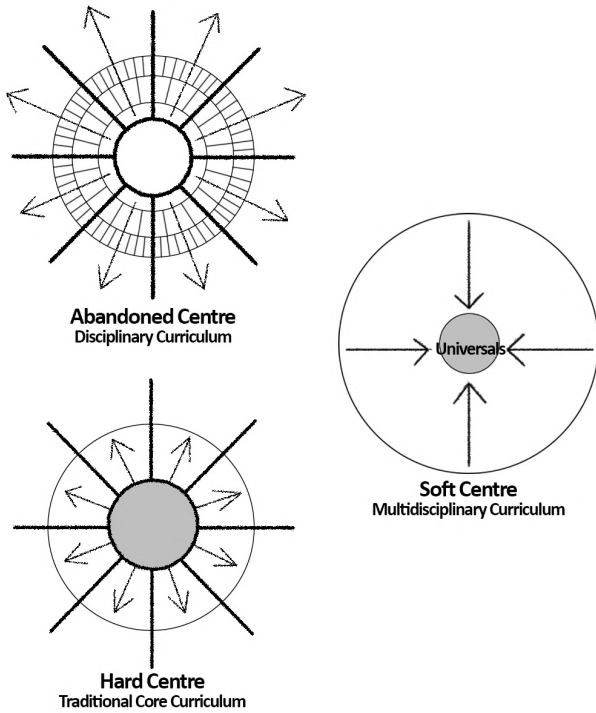 Abandoned Centre
Disciplinary Curriculum
Universals
Soft Centre
Multidisciplinary Curriculum
Hard Centre
Traditional Core Curriculum